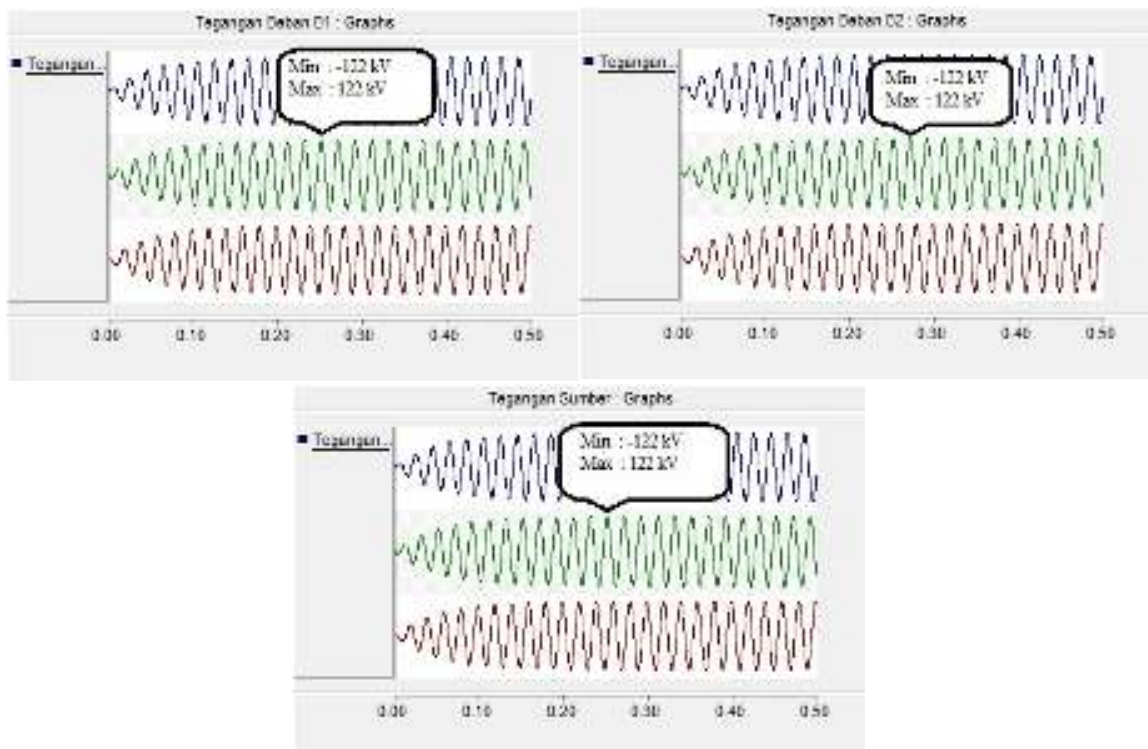 Tegangan Beban B1 : Graphs
Tegangan...
Min : -122 kV
Max : 122 kV
0.00 0.10 0.20 0.30 0.40 0.50
Tegangan Beban B2 : Graphs
Tegangan...
Min : -122 kV
Max : 122 kV
0.00 0.10 0.20 0.30 0.40 0.50
Tegangan Sumber : Graphs
Tegangan...
Min : -122 kV
Max : 122 kV
0.00 0.10 0.20 0.30 0.40 0.50